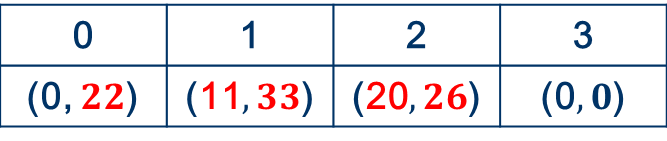 0 1 2 3
(0, 22) (11, 33) (20, 26) (0, 0)